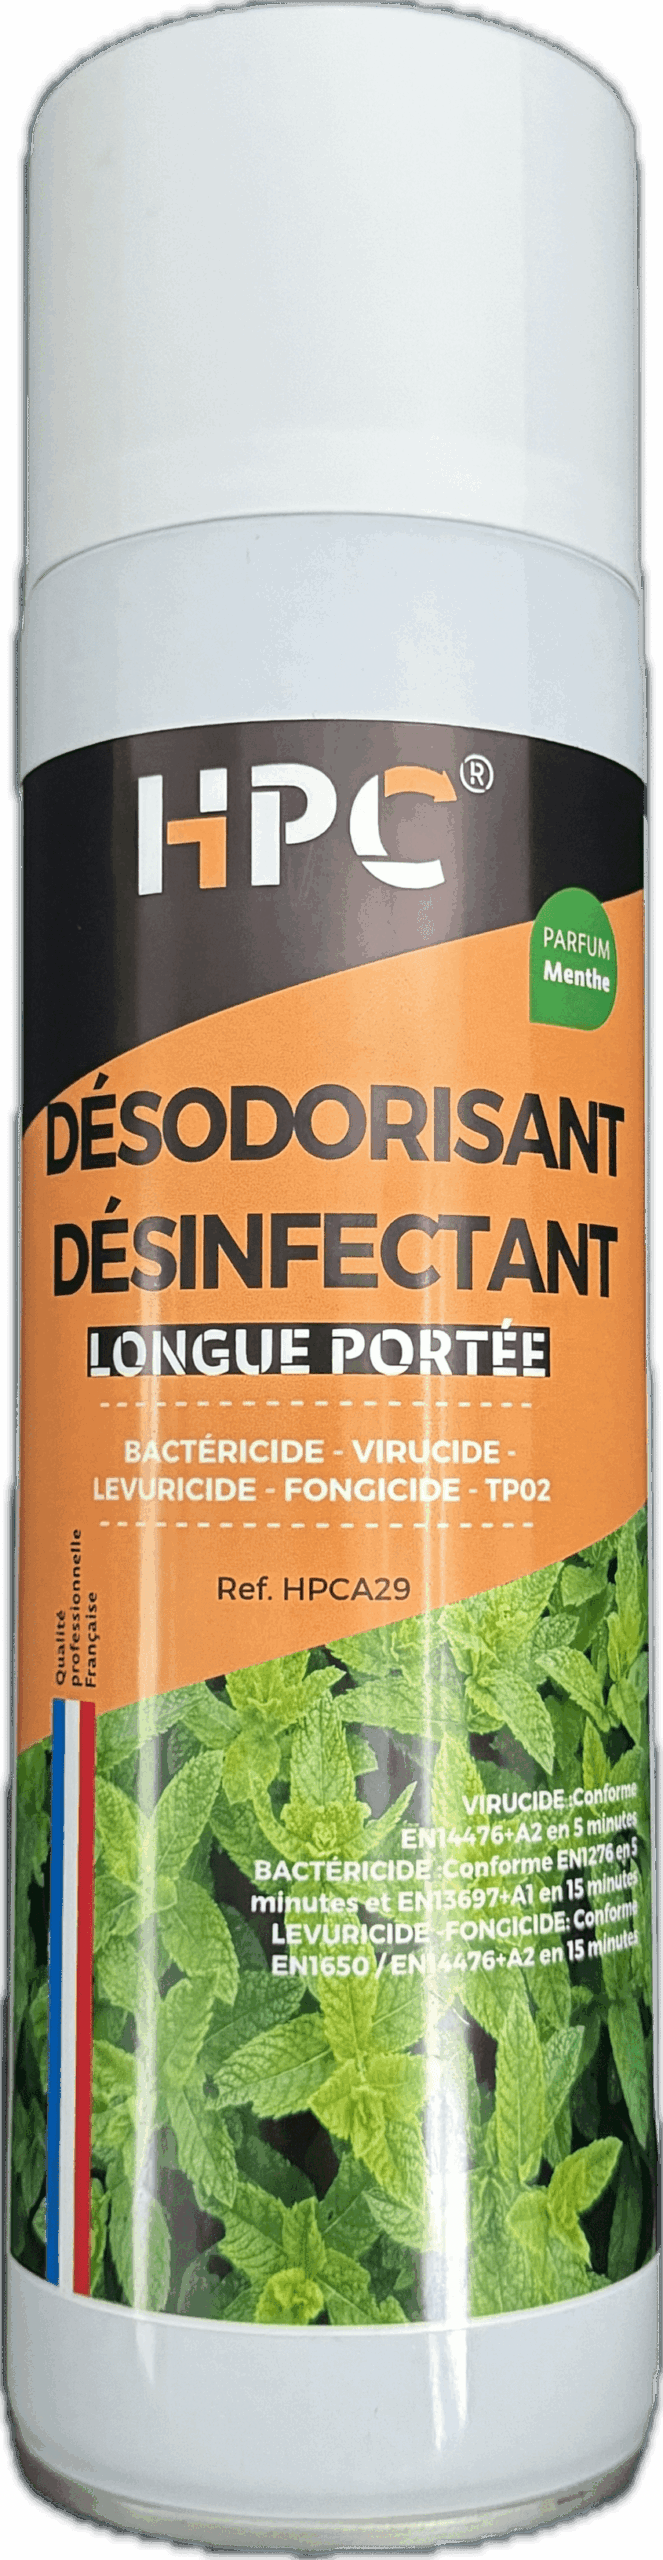 HPC®
PARFUM
Menthe
DÉSODORISANT
DÉSINFECTANT
LONGUE PORTÉE
BACTÉRICIDE - VIRUCIDE -
LEVURICIDE - FONGICIDE - TP02
Ref. HPCA29
Qualité
professionnelle
Française
VIRUCIDE :Conforme
EN14476+A2 en 5 minutes
BACTÉRICIDE :Conforme EN1276 en 5
minutes et EN13697+A1 en 15 minutes
LEVURICIDE -FONGICIDE: Conforme
EN1650 / EN14476+A2 en 15 minutes